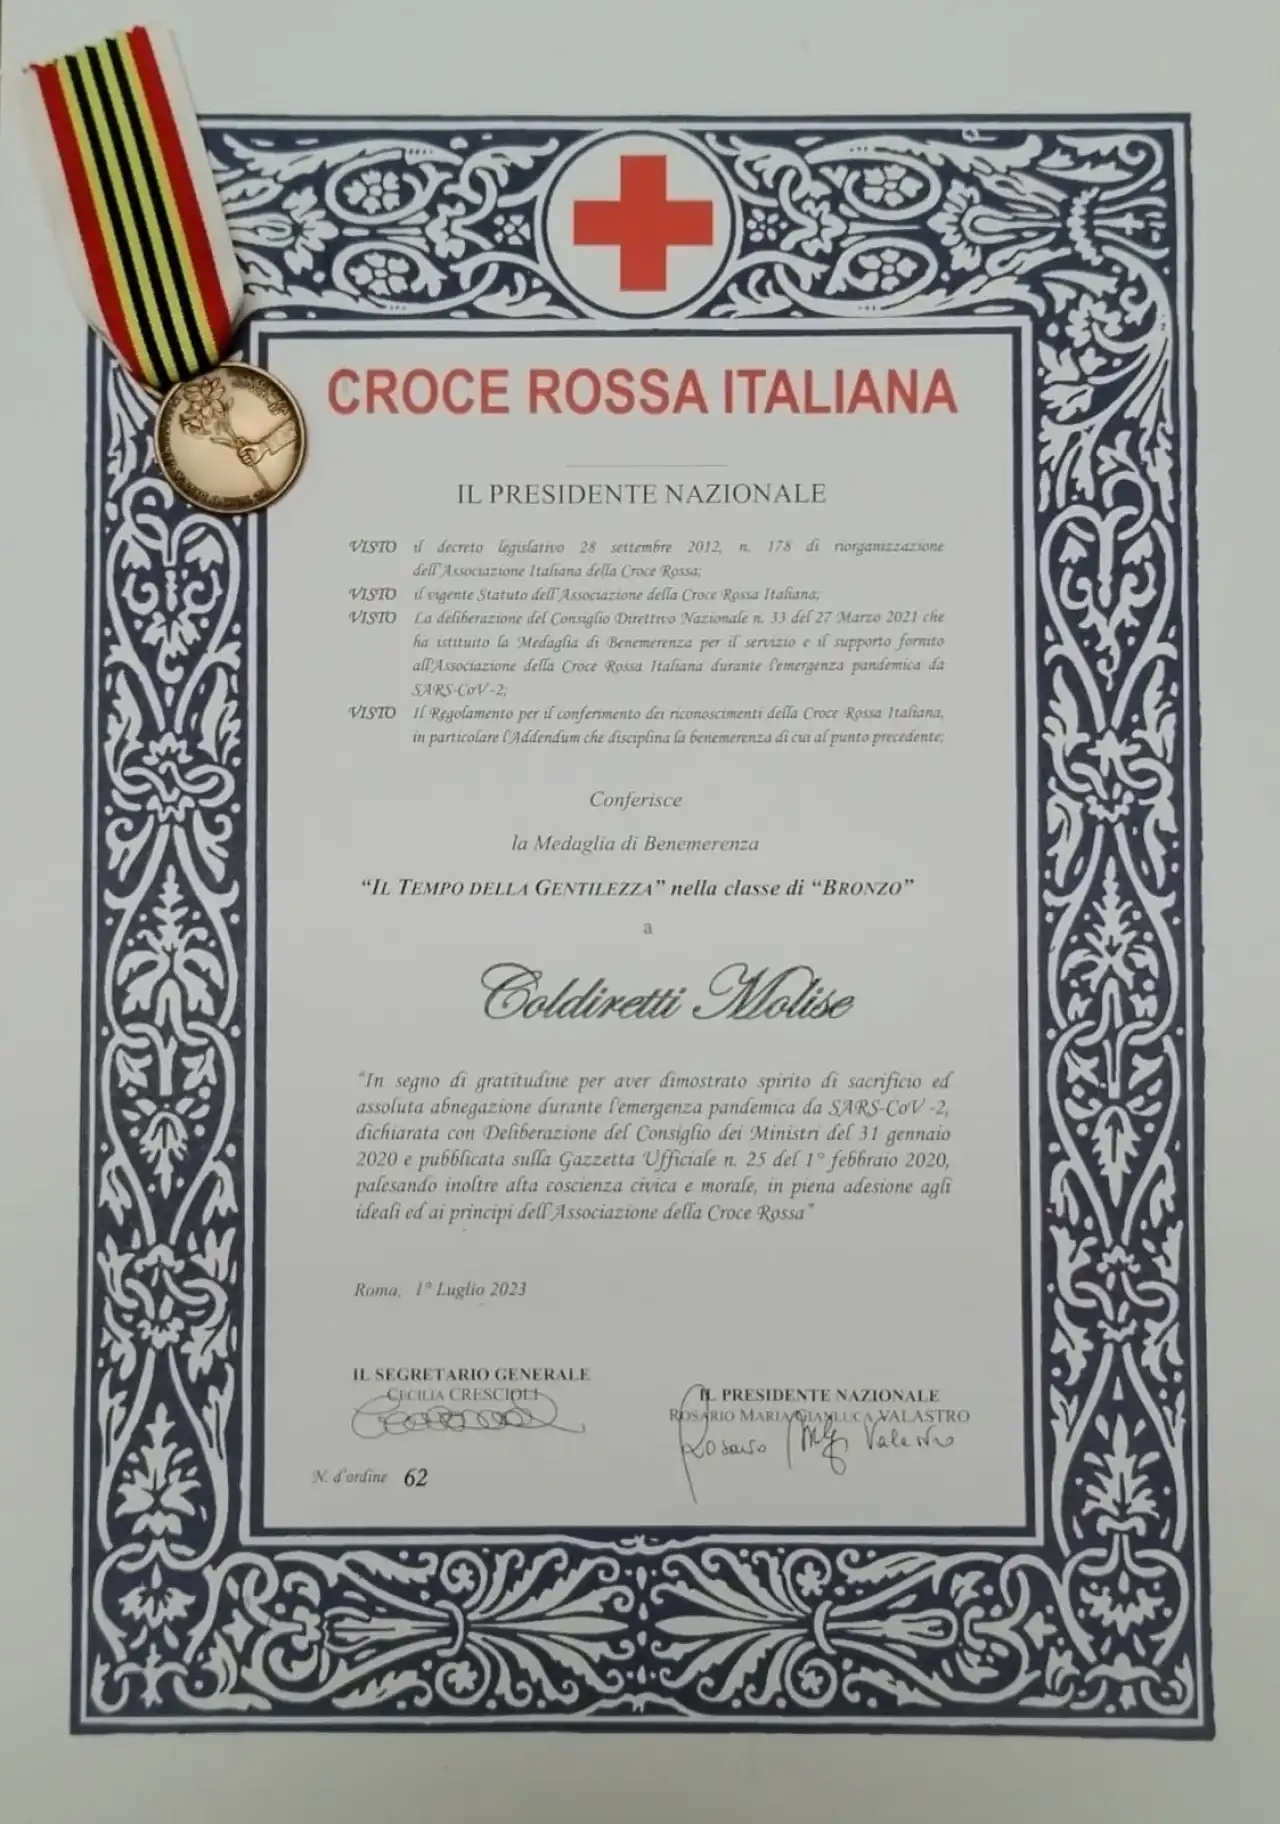 CROCE ROSSA ITALIANA
IL PRESIDENTE NAZIONALE
VISTO il decreto legislativo 28 settembre 2012, n. 178 di riorganizzazione
dell'Associazione Italiana della Croce Rossa;
VISTO il vigente Statuto dell'Associazione della Croce Rossa Italiana;
VISTO La deliberazione del Consiglio Direttivo Nazionale n. 33 del 27 Marzo 2021 che
ha istituito la Medaglia di Benemerenza per il servizio e il supporto fornito
all'Associazione della Croce Rossa Italiana durante l'emergenza pandemica da
SARS-CoV-2;
VISTO Il Regolamento per il conferimento dei riconoscimenti della Croce Rossa Italiana,
in particolare l'Addendum che disciplina la benemerenza di cui al punto precedente;
Conferisce
la Medaglia di Benemerenza
“IL TEMPO DELLA GENTILEZZA” nella classe di “BRONZO”
a
Coldiretti Molise
“In segno di gratitudine per aver dimostrato spirito di sacrificio ed
assoluta abnegazione durante l'emergenza pandemica da SARS-CoV-2,
dichiarata con Deliberazione del Consiglio dei Ministri del 31 gennaio
2020 e pubblicata sulla Gazzetta Ufficiale n. 25 del 1° febbraio 2020,
palesando inoltre alta coscienza civica e morale, in piena adesione agli
ideali ed ai principi dell'Associazione della Croce Rossa”
Roma, 1° Luglio 2023
IL SEGRETARIO GENERALE
CECILIA CRESCIOLI
IL PRESIDENTE NAZIONALE
ROSARIO MARIA GIANLUCA VALASTRO
Rosario Valastro
N. d'ordine 62